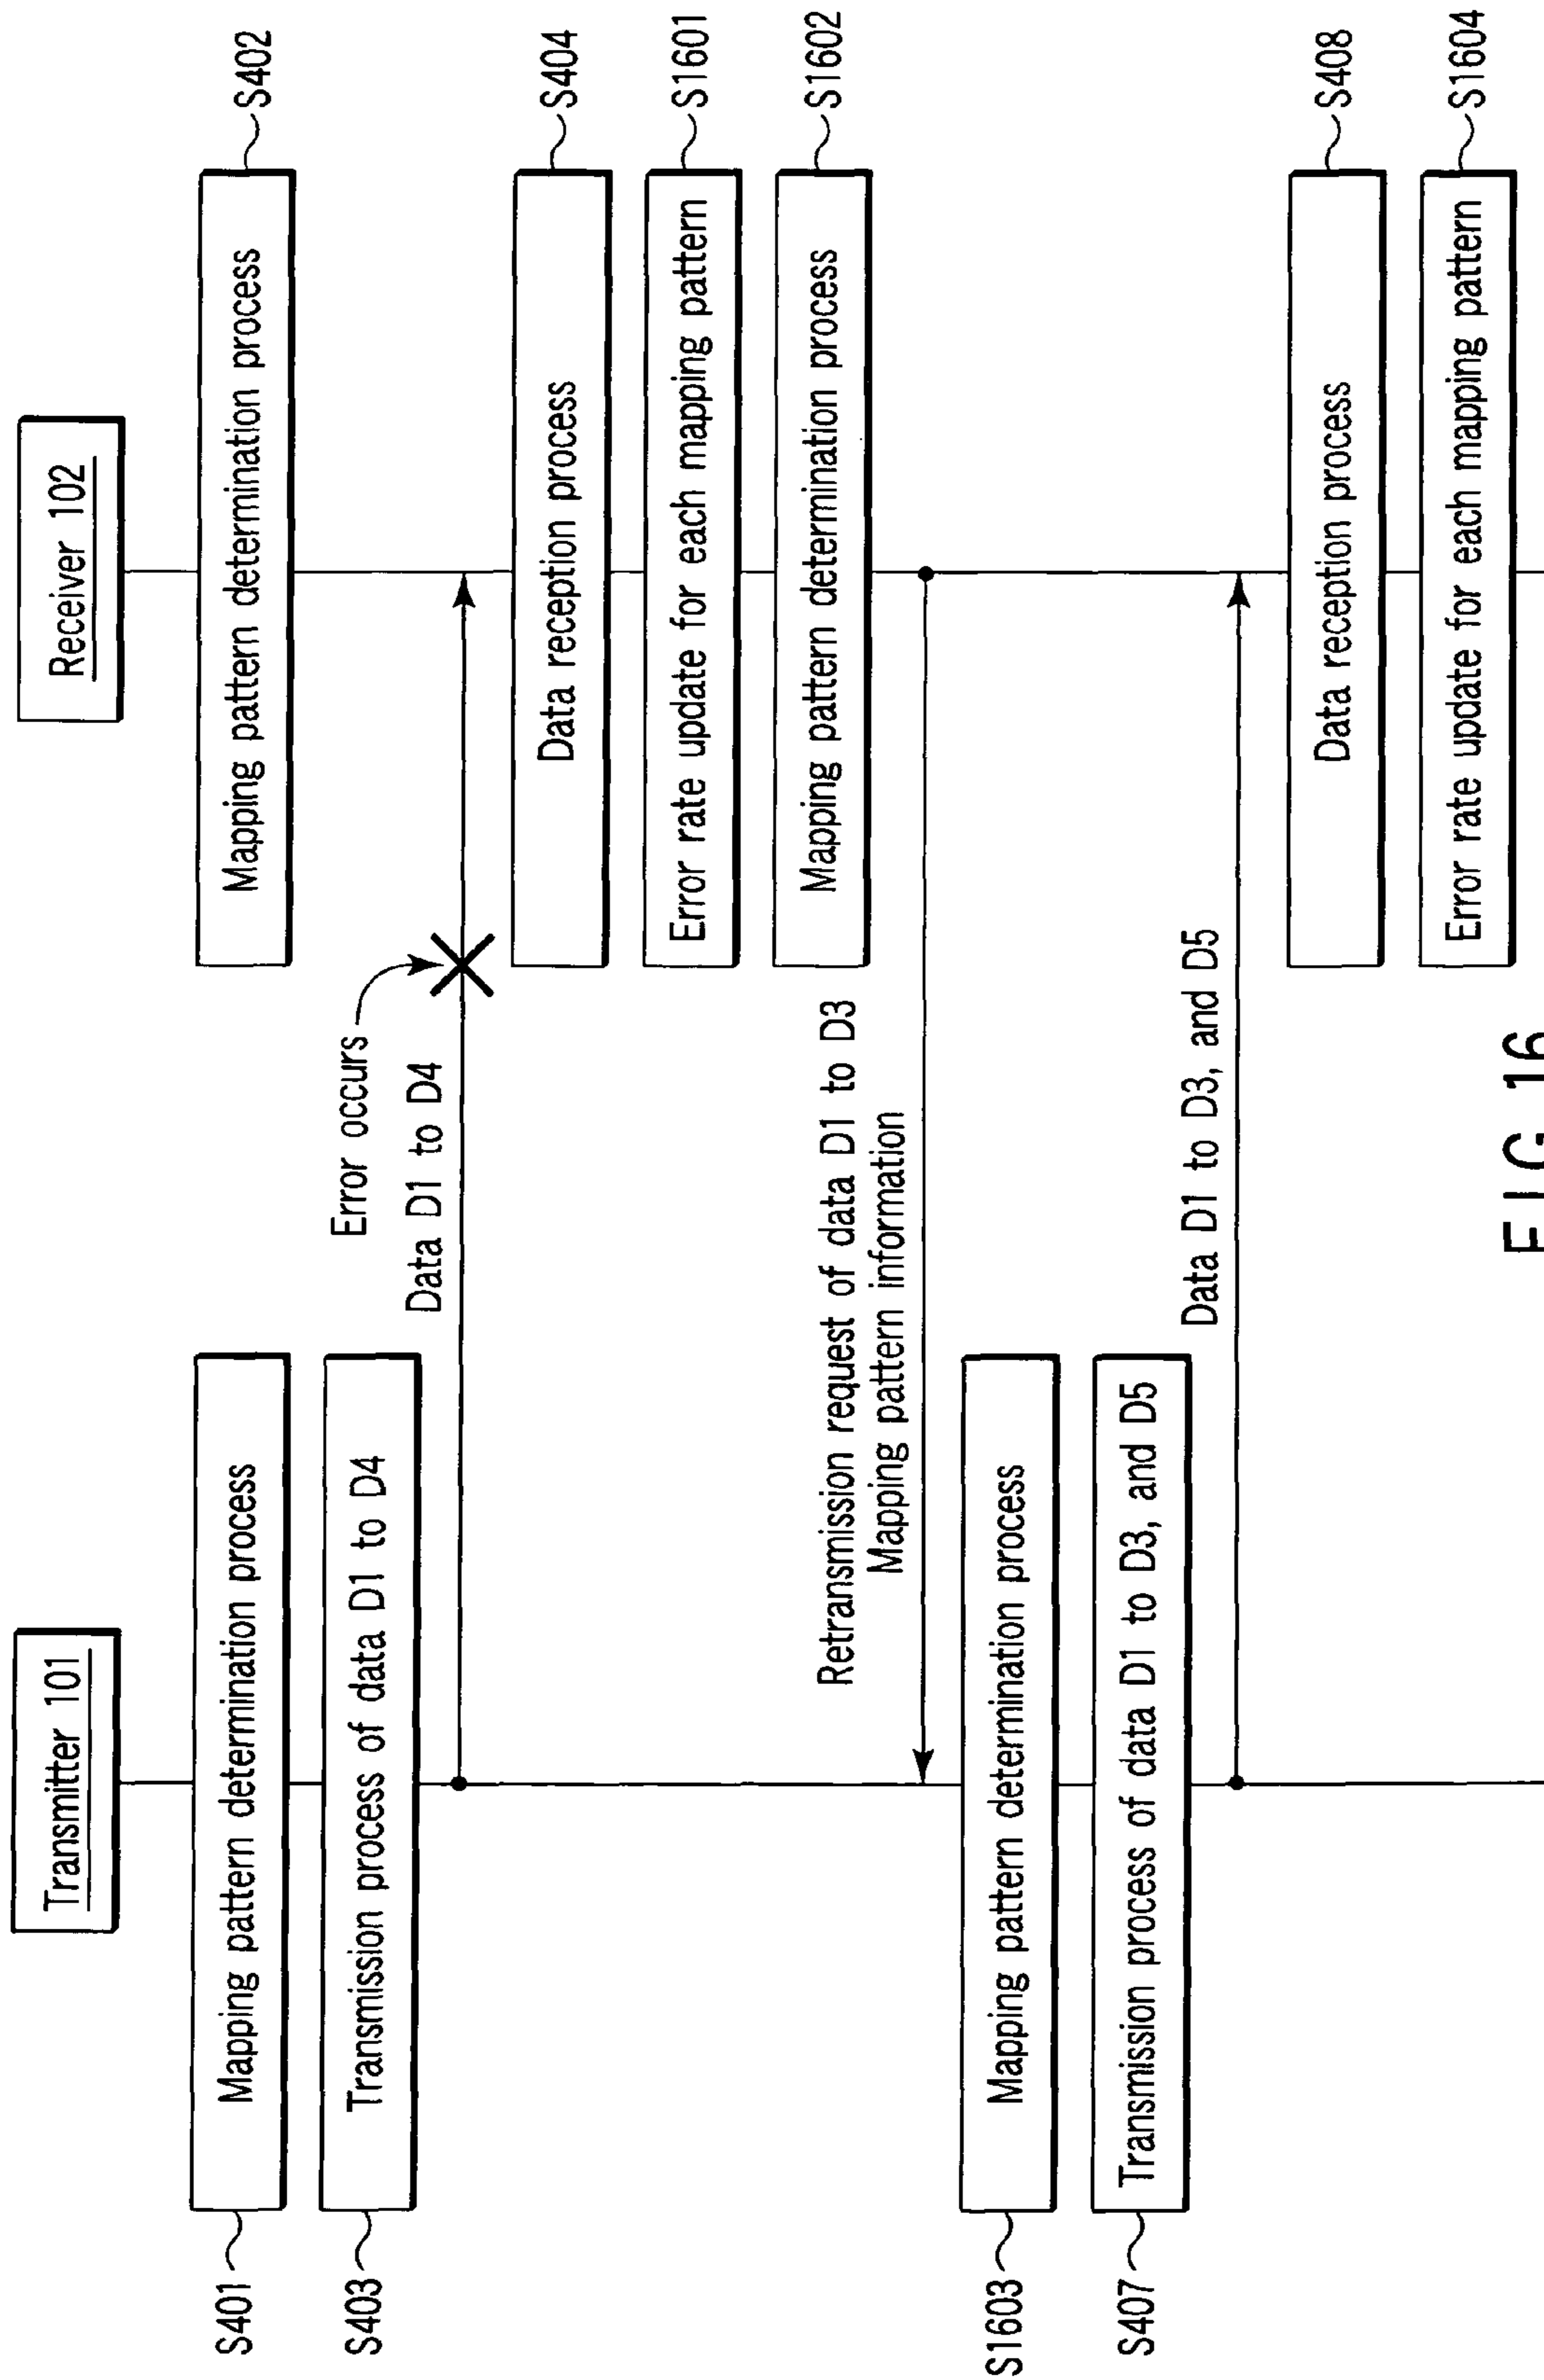 Transmitter 101
Receiver 102
S401
Mapping pattern determination process
Mapping pattern determination process
S402
S403
Transmission process of data D1 to D4
Error occurs
Data D1 to D4
Data reception process
S404
Error rate update for each mapping pattern
S1601
Mapping pattern determination process
S1602
Retransmission request of data D1 to D3
Mapping pattern information
S1603
Mapping pattern determination process
S407
Transmission process of data D1 to D3, and D5
Data D1 to D3, and D5
Data reception process
S408
Error rate update for each mapping pattern
S1604
FIG. 16